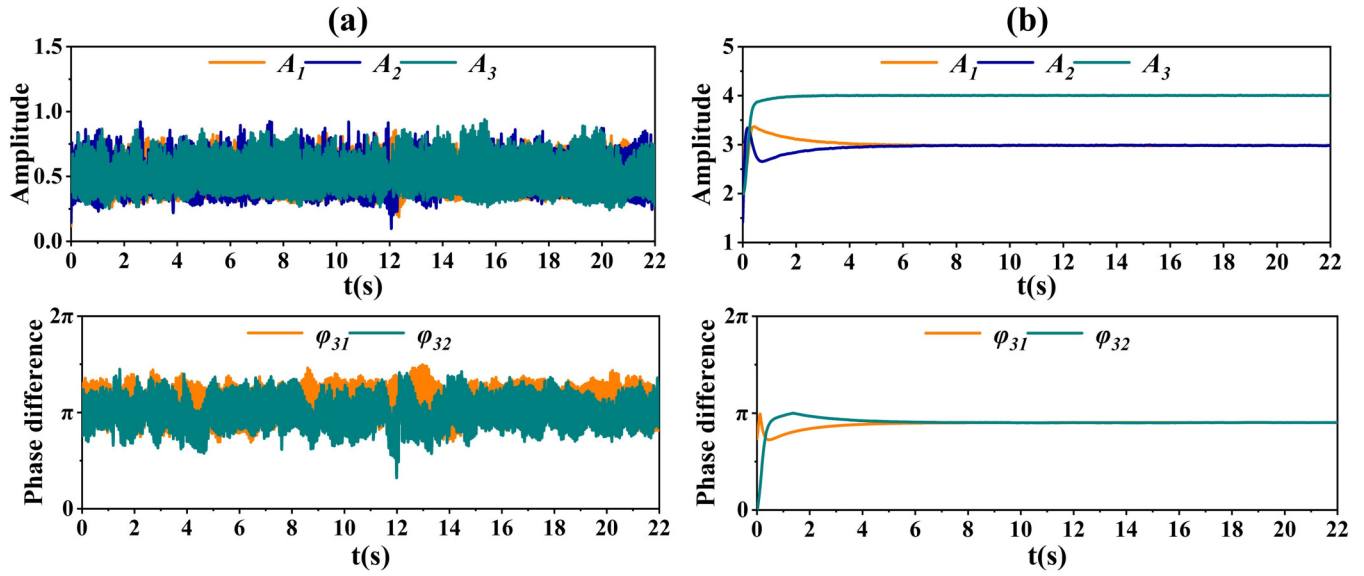 (a)
A1 A2 A3
Amplitude
1.5
1.0
0.5
0.0
0 2 4 6 8 10 12 14 16 18 20 22
t(s)
φ31 φ32
Phase difference
2π
π
0
0 2 4 6 8 10 12 14 16 18 20 22
t(s)
(b)
A1 A2 A3
Amplitude
5
4
3
2
1
0 2 4 6 8 10 12 14 16 18 20 22
t(s)
φ31 φ32
Phase difference
2π
π
0
0 2 4 6 8 10 12 14 16 18 20 22
t(s)